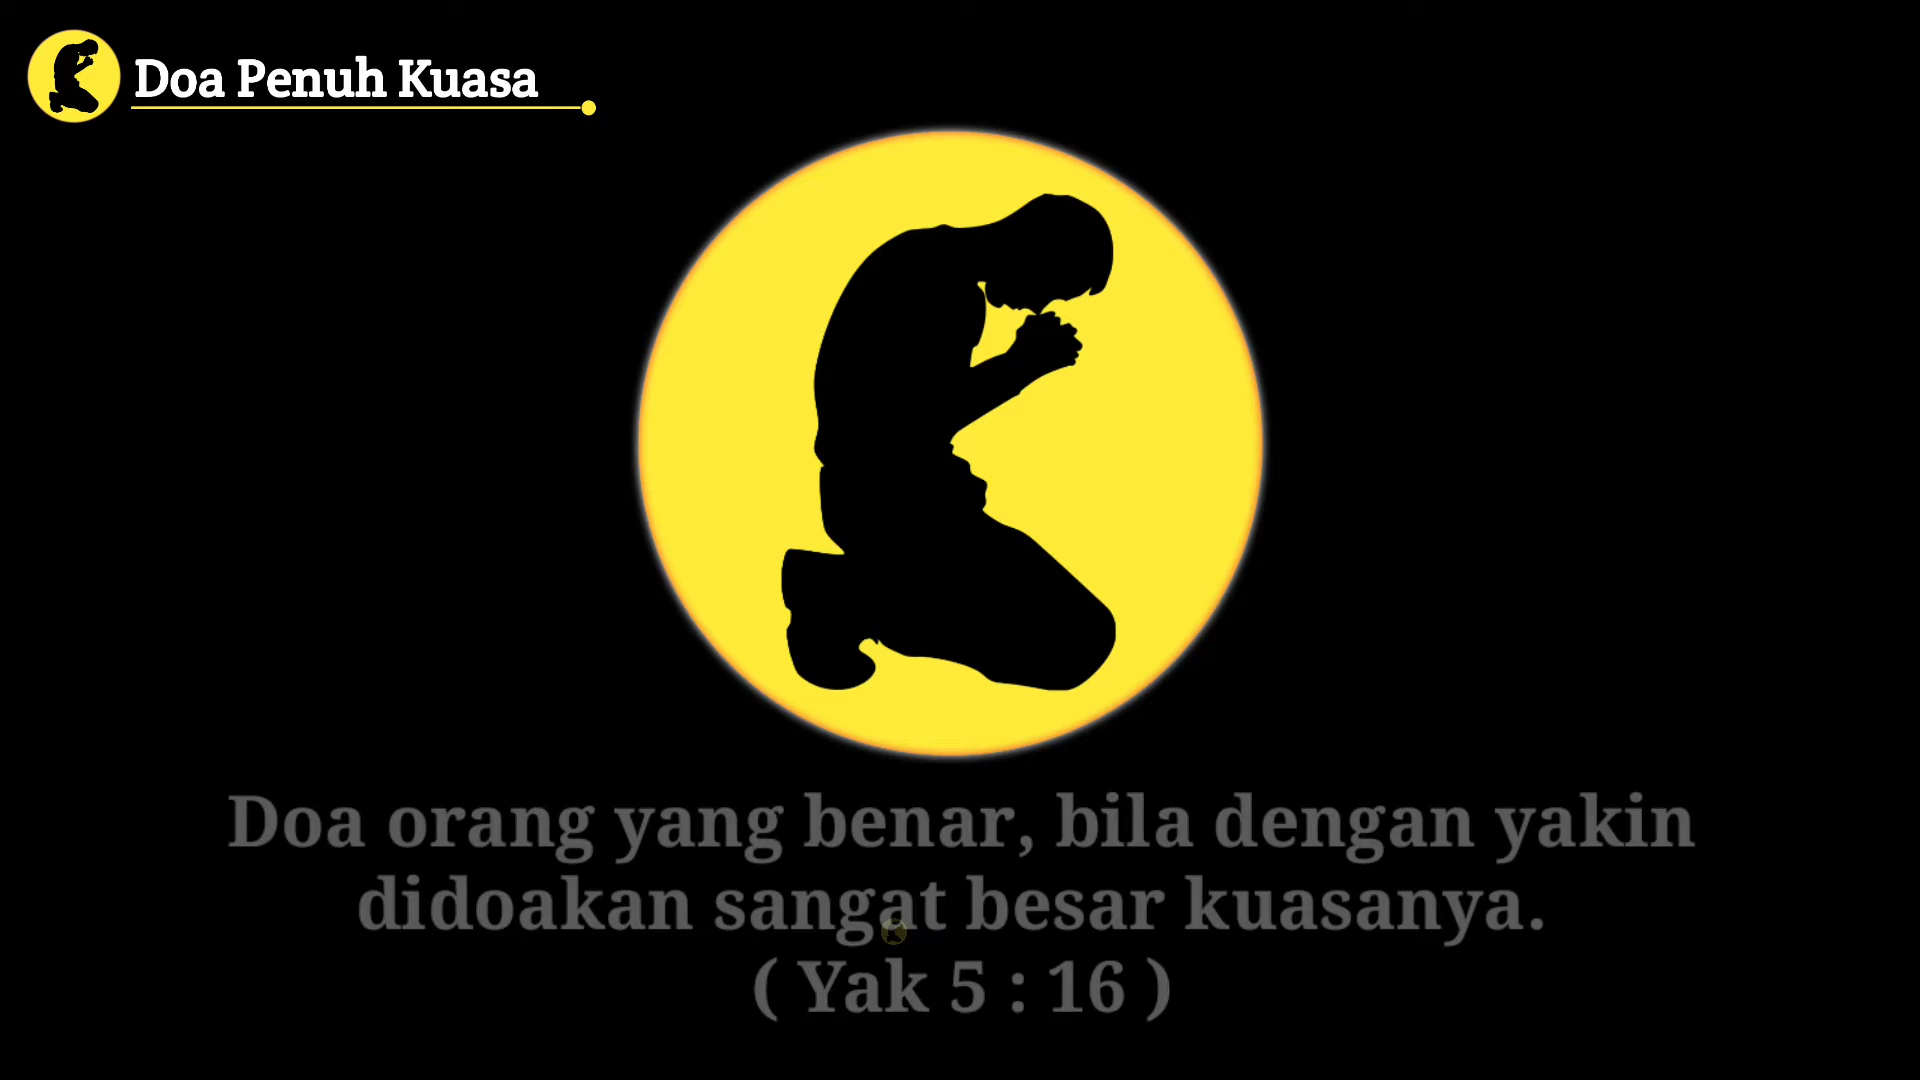 Doa Penuh Kuasa
Doa orang yang benar, bila dengan yakin
didoakan sangat besar kuasanya.
( Yak 5 : 16 )